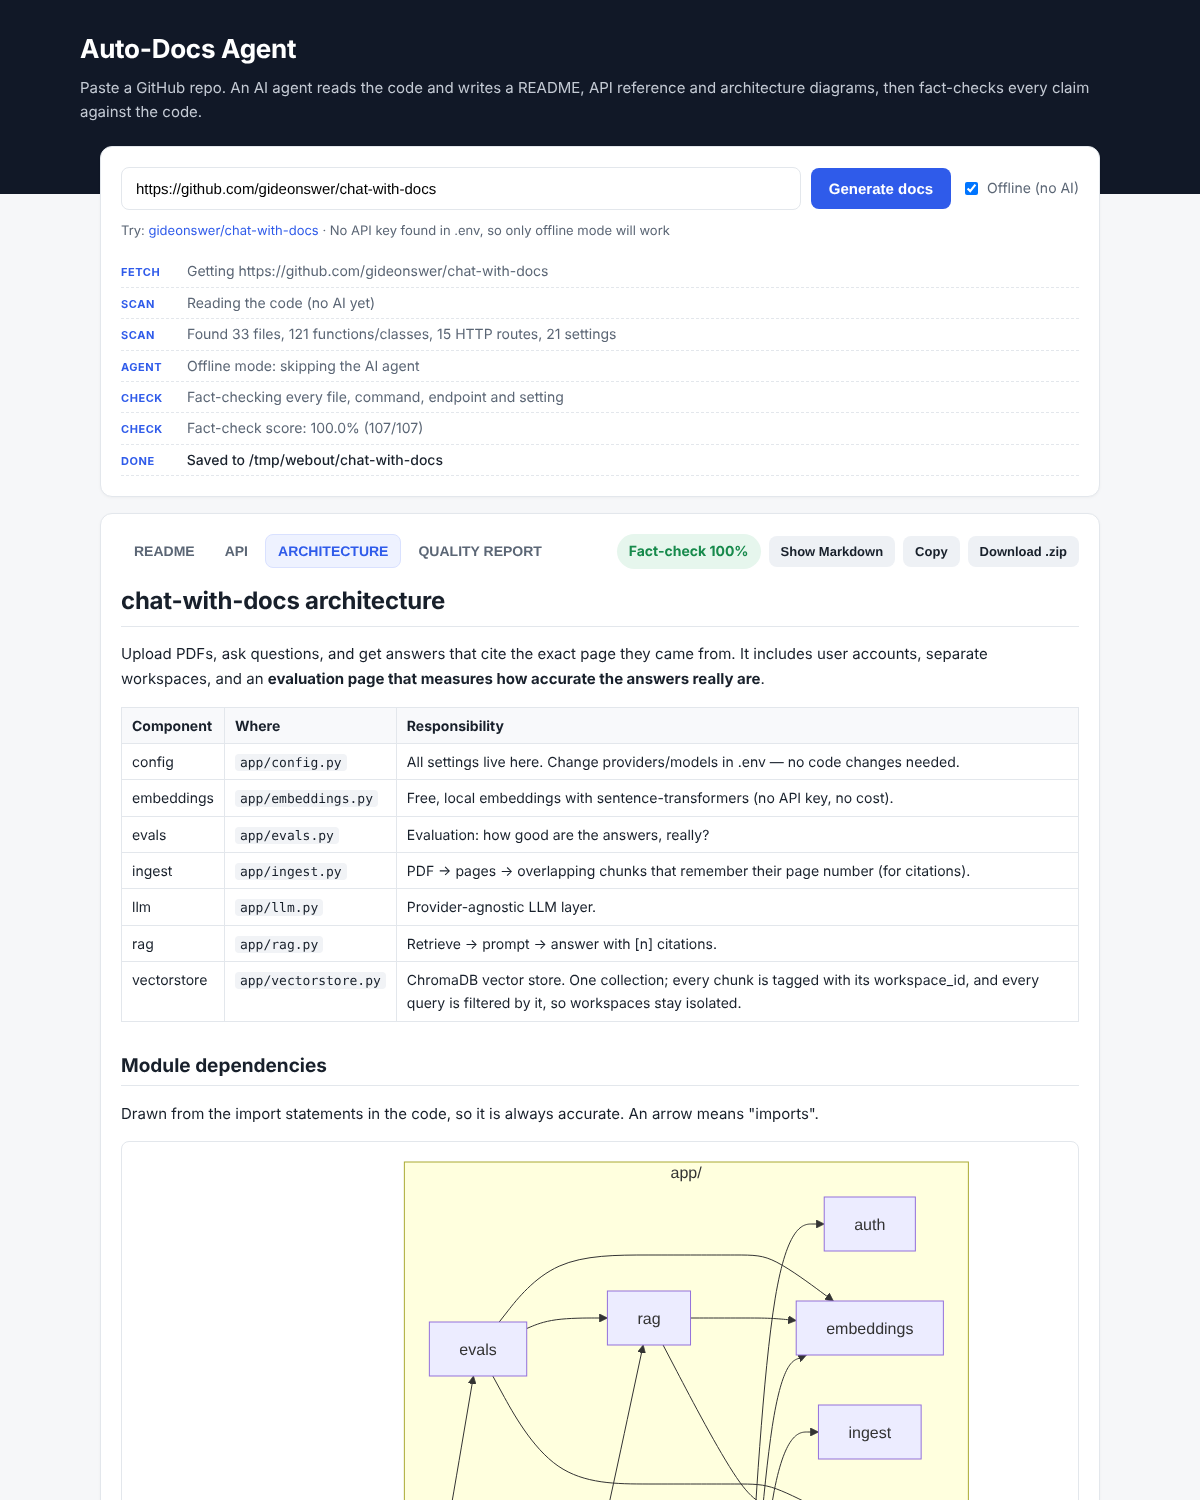 Auto-Docs Agent
Paste a GitHub repo. An AI agent reads the code and writes a README, API reference and architecture diagrams, then fact-checks every claim
against the code.
https://github.com/gideonswer/chat-with-docs
Generate docs
Offline (no AI)
Try: gideonswer/chat-with-docs · No API key found in .env, so only offline mode will work
FETCH Getting https://github.com/gideonswer/chat-with-docs
SCAN Reading the code (no AI yet)
SCAN Found 33 files, 121 functions/classes, 15 HTTP routes, 21 settings
AGENT Offline mode: skipping the AI agent
CHECK Fact-checking every file, command, endpoint and setting
CHECK Fact-check score: 100.0% (107/107)
DONE Saved to /tmp/webout/chat-with-docs
README API ARCHITECTURE QUALITY REPORT Fact-check 100% Show Markdown Copy Download .zip
chat-with-docs architecture
Upload PDFs, ask questions, and get answers that cite the exact page they came from. It includes user accounts, separate
workspaces, and an evaluation page that measures how accurate the answers really are.
Component Where Responsibility
config app/config.py All settings live here. Change providers/models in .env — no code changes needed.
embeddings app/embeddings.py Free, local embeddings with sentence-transformers (no API key, no cost).
evals app/evals.py Evaluation: how good are the answers, really?
ingest app/ingest.py PDF → pages → overlapping chunks that remember their page number (for citations).
llm app/llm.py Provider-agnostic LLM layer.
rag app/rag.py Retrieve → prompt → answer with [n] citations.
vectorstore app/vectorstore.py ChromaDB vector store. One collection; every chunk is tagged with its workspace_id, and every
query is filtered by it, so workspaces stay isolated.
Module dependencies
Drawn from the import statements in the code, so it is always accurate. An arrow means "imports".
app/
auth
rag
embeddings
evals
ingest